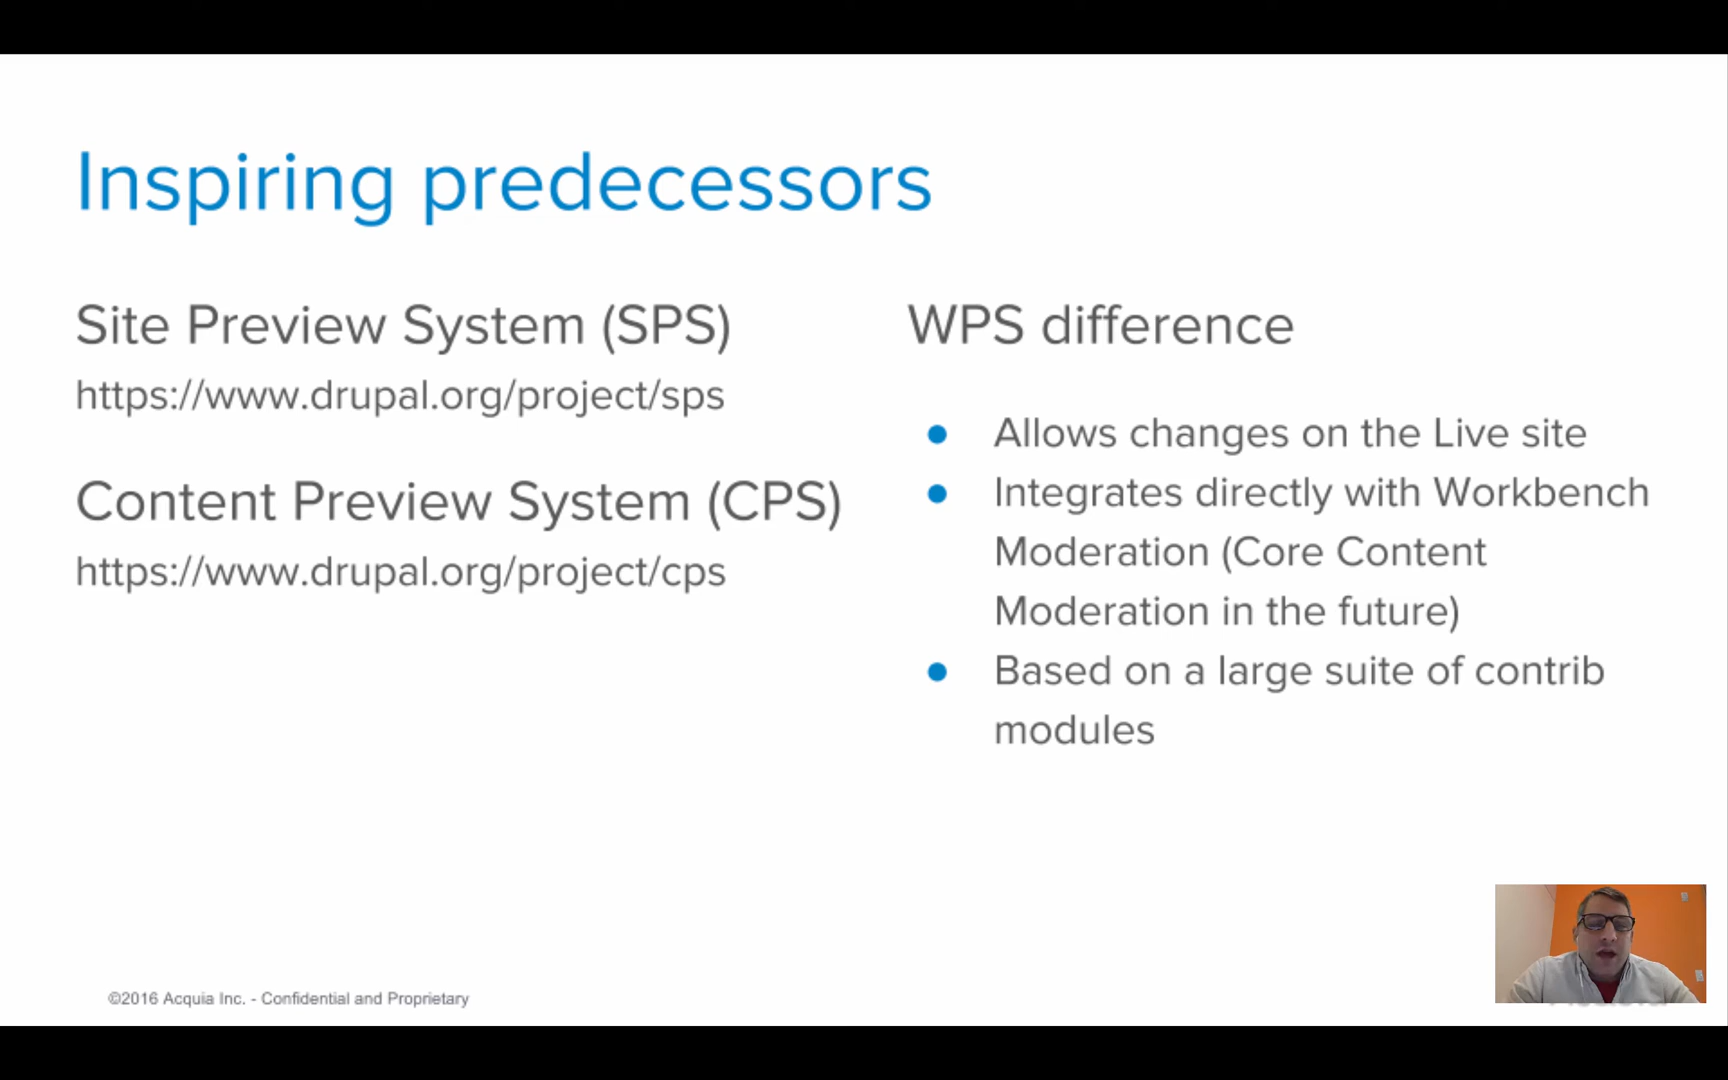 Inspiring predecessors
Site Preview System (SPS)
https://www.drupal.org/project/sps
Content Preview System (CPS)
https://www.drupal.org/project/cps
WPS difference
● Allows changes on the Live site
● Integrates directly with Workbench
Moderation (Core Content
Moderation in the future)
● Based on a large suite of contrib
modules
©2016 Acquia Inc. - Confidential and Proprietary